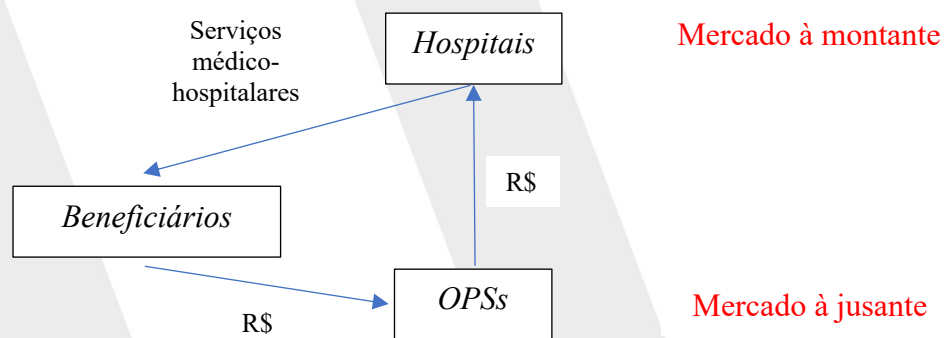 Serviços
médico-
hospitalares
Hospitais
Mercado à montante
R$
Beneficiários
R$
OPSs
Mercado à jusante